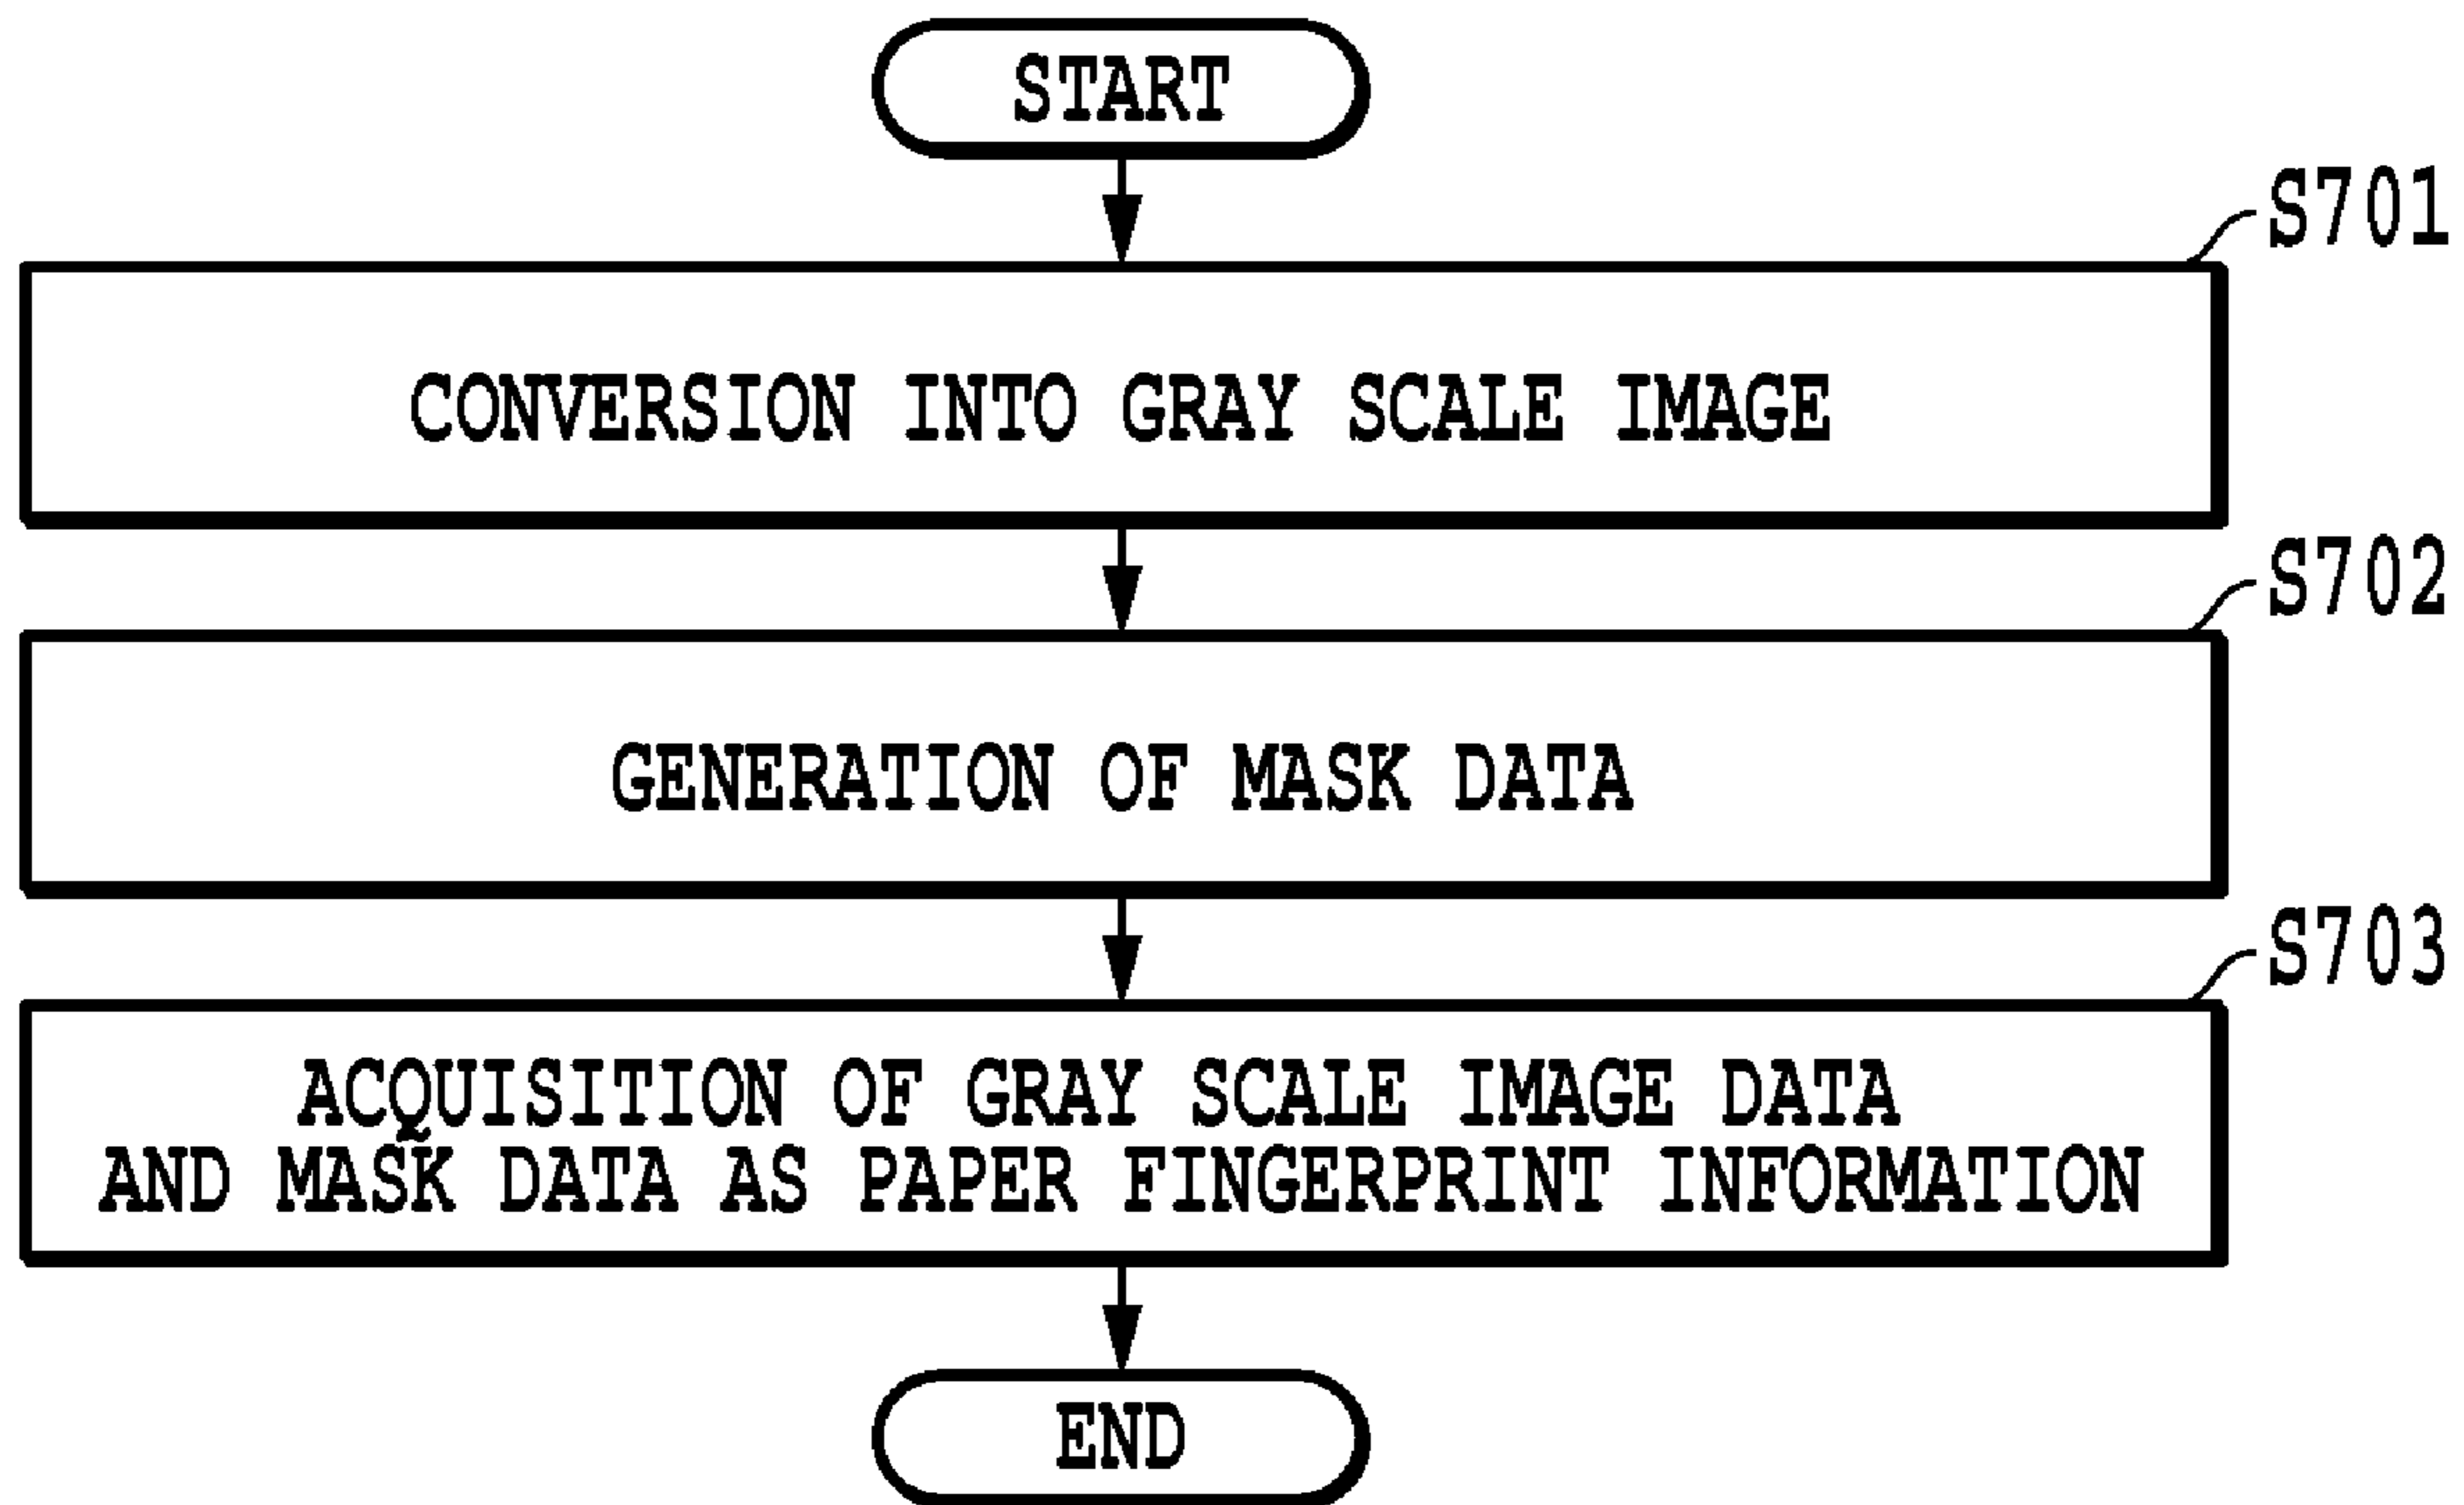 START
S701
CONVERSION INTO GRAY SCALE IMAGE
S702
GENERATION OF MASK DATA
S703
ACQUISITION OF GRAY SCALE IMAGE DATA
AND MASK DATA AS PAPER FINGERPRINT INFORMATION
END